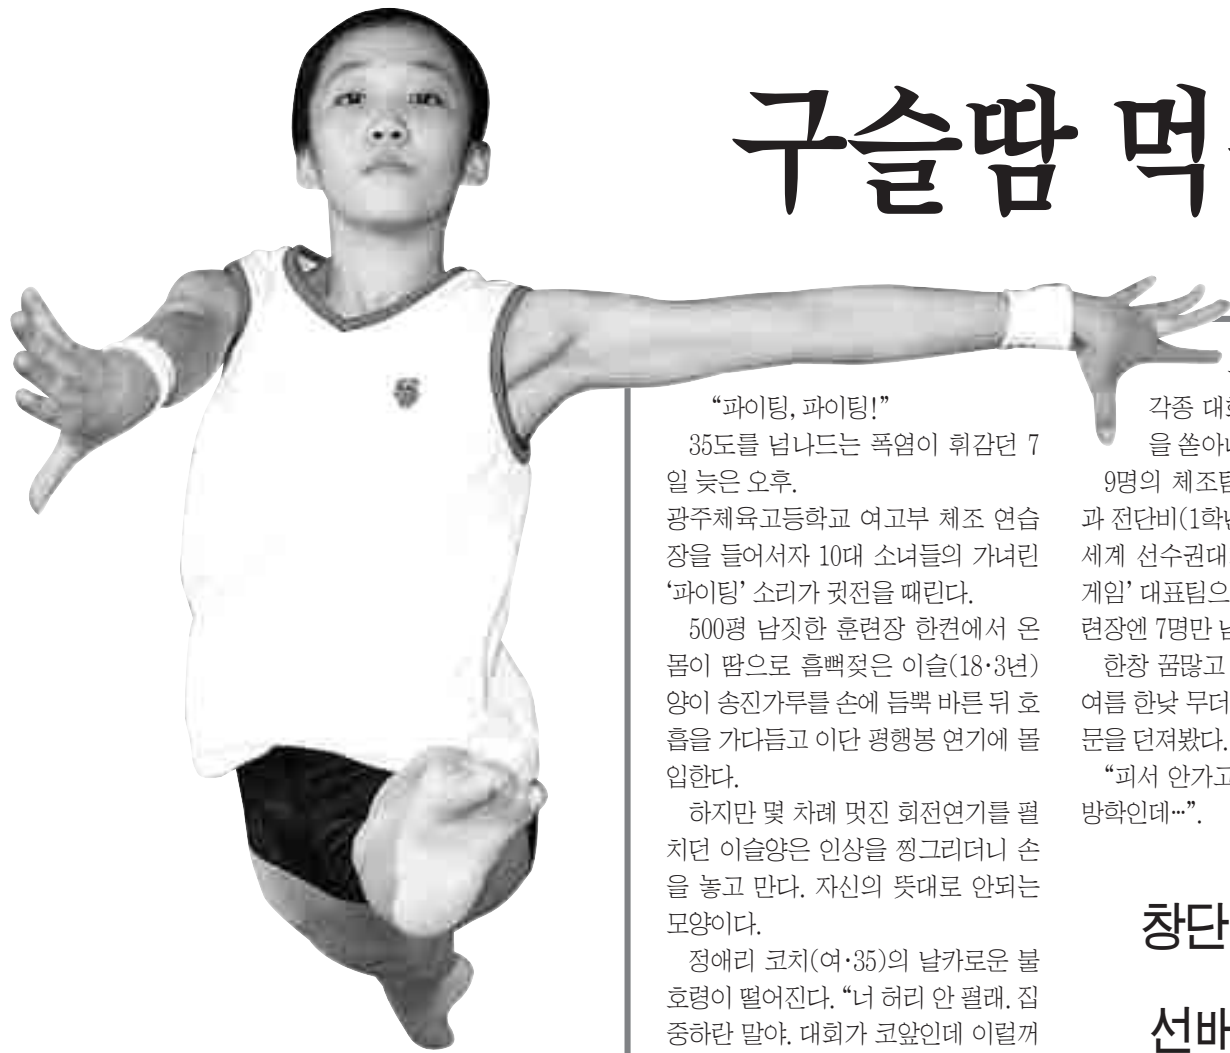 구슬땀 먹
“파이팅, 파이팅!”
35도를 넘나드는 폭염이 휘감던 7
일 늦은 오후.
광주체육고등학교 여고부 체조 연습
장을 들어서자 10대 소녀들의 가녀린
‘파이팅’ 소리가 귓전을 때린다.
500평 남짓한 훈련장 한켠에서 온
몸이 땀으로 흠뻑젖은 이슬(18·3년)
양이 송진가루를 손에 듬뿍 바른 뒤 호
흡을 가다듬고 이단 평행봉 연기에 몰
입한다.
하지만 몇 차례 멋진 회전연기를 펼
치던 이슬양은 인상을 찡그리더니 손
을 놓고 만다. 자신의 뜻대로 안되는
모양이다.
정애리 코치(여·35)의 날카로운 불
호령이 떨어진다. “너 허리 안 펼래. 집
중하란 말야. 대회가 코앞인데 이럴꺼
각종 대
을 쏟아
9명의 체조
과 전단비(1학
세계 선수권대
게임’ 대표팀으
련장엔 7명만
한창 꿈많고
여름 한낮 무더
문을 던져봤다.
“피서 안가고
방학인데…”.
창단
선배